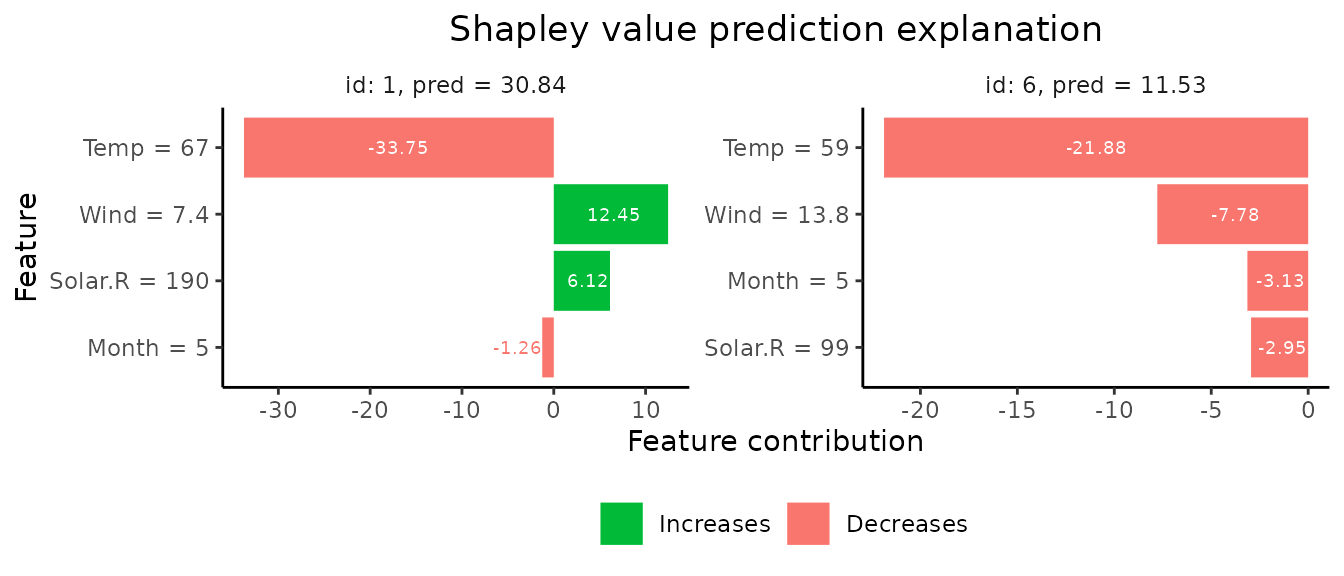 Shapley value prediction explanation
id: 1, pred = 30.84
Feature
Temp = 67
-33.75
Wind = 7.4
12.45
Solar.R = 190
6.12
Month = 5
-1.26
-30 -20 -10 0 10
id: 6, pred = 11.53
Temp = 59
-21.88
Wind = 13.8
-7.78
Month = 5
-3.13
Solar.R = 99
-2.95
-20 -15 -10 -5 0
Feature contribution
Increases Decreases